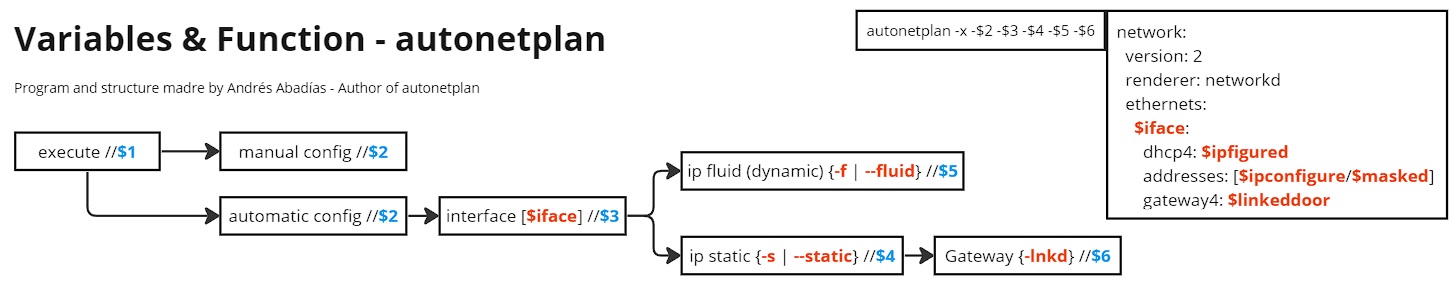 Variables & Function - autonetplan
Program and structure madre by Andrés Abadías - Author of autonetplan
autonetplan -x -$2 -$3 -$4 -$5 -$6
network:
version: 2
renderer: networkd
ethernets:
$iface:
dhcp4: $ipfigured
addresses: [$ipconfigure/$masked]
gateway4: $linkeddoor
execute //$1
manual config //$2
automatic config //$2
interface [$iface] //$3
ip fluid (dynamic) {-f | --fluid} //$5
ip static {-s | --static} //$4
Gateway {-lnkd} //$6